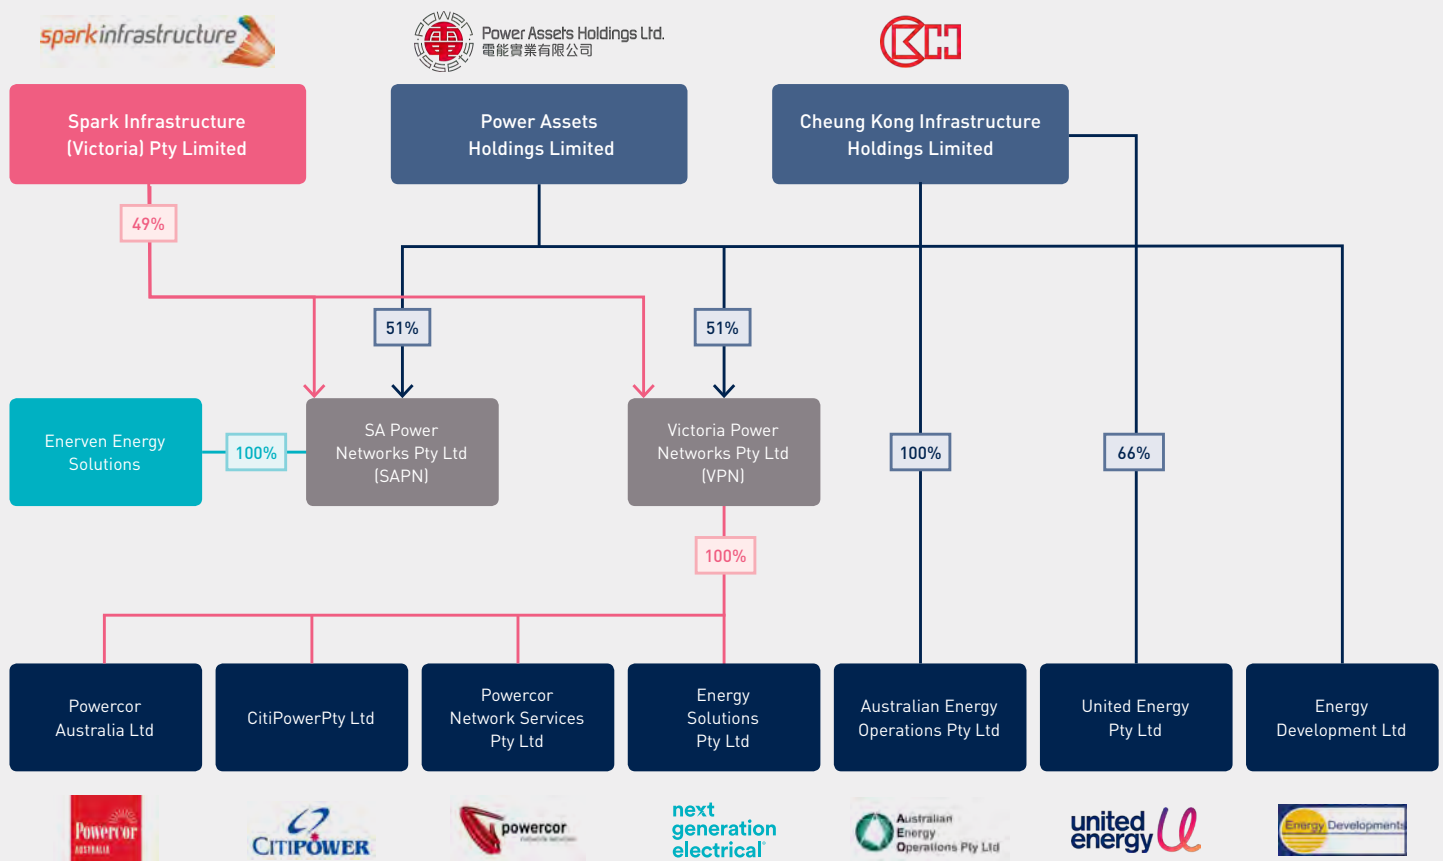 sparkinfrastructure
Power Assets Holdings Ltd.
電能實業有限公司
CKH
Spark Infrastructure
(Victoria) Pty Limited
Power Assets
Holdings Limited
Cheung Kong Infrastructure
Holdings Limited
49%
51%
51%
Enerven Energy
Solutions
100%
SA Power
Networks Pty Ltd
(SAPN)
Victoria Power
Networks Pty Ltd
(VPN)
100%
66%
100%
Powercor
Australia Ltd
CitiPowerPty Ltd
Powercor
Network Services
Pty Ltd
Energy
Solutions
Pty Ltd
Australian Energy
Operations Pty Ltd
United Energy
Pty Ltd
Energy
Development Ltd
Powercor
AUSTRALIA
CITIPOWER
powercor
next
generation
electrical
Australian
Energy
Operations Pty Ltd
united
energy
Energy Developments